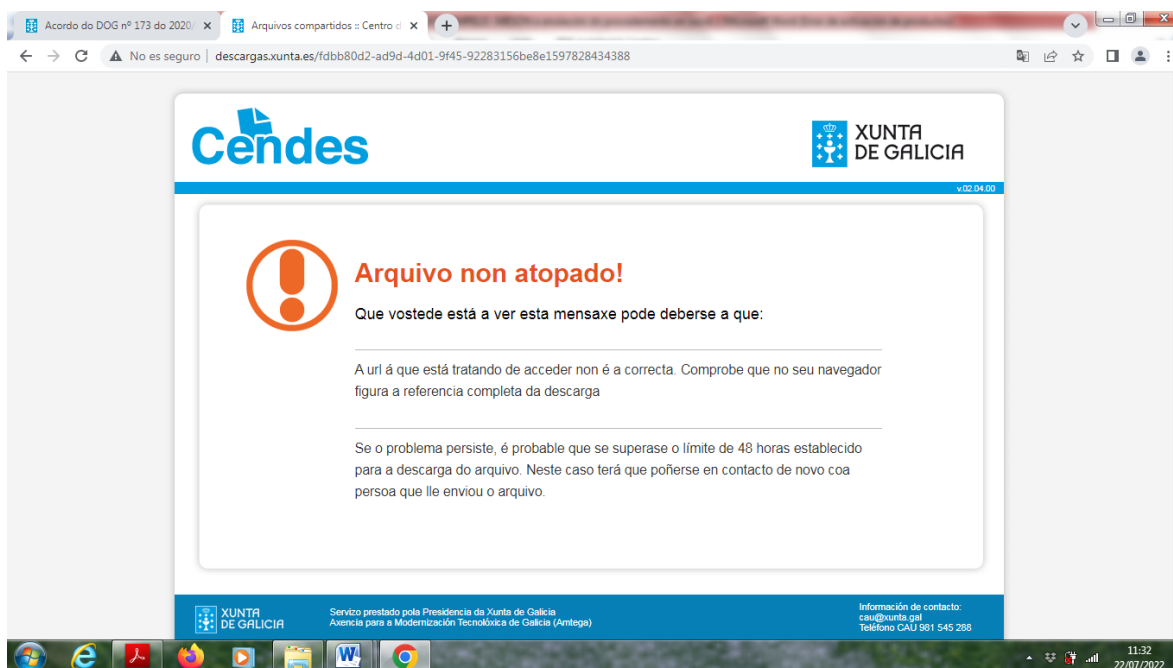 Acordo do DOG nº 173 do 2020/
Arquivos compartidos :: Centro d
No es seguro
descargas.xunta.es/fdbb80d2-ad9d-4d01-9f45-92283156be8e1597828434388
Cendes
XUNTA
DE GALICIA
v.02.04.00
Arquivo non atopado!
Que vostede está a ver esta mensaxe pode deberse a que:
A url á que está tratando de acceder non é a correcta. Comprobe que no seu navegador
figura a referencia completa da descarga
Se o problema persiste, é probable que se superase o límite de 48 horas establecido
para a descarga do arquivo. Neste caso terá que poñerse en contacto de novo coa
persoa que lle enviou o arquivo.
XUNTA
DE GALICIA
Servizo prestado pola Presidencia da Xunta de Galicia
Axencia para a Modernización Tecnolóxica de Galicia (Amtega)
Información de contacto:
cau@xunta.gal
Teléfono CAU 981 545 288
11:32
22/07/2022